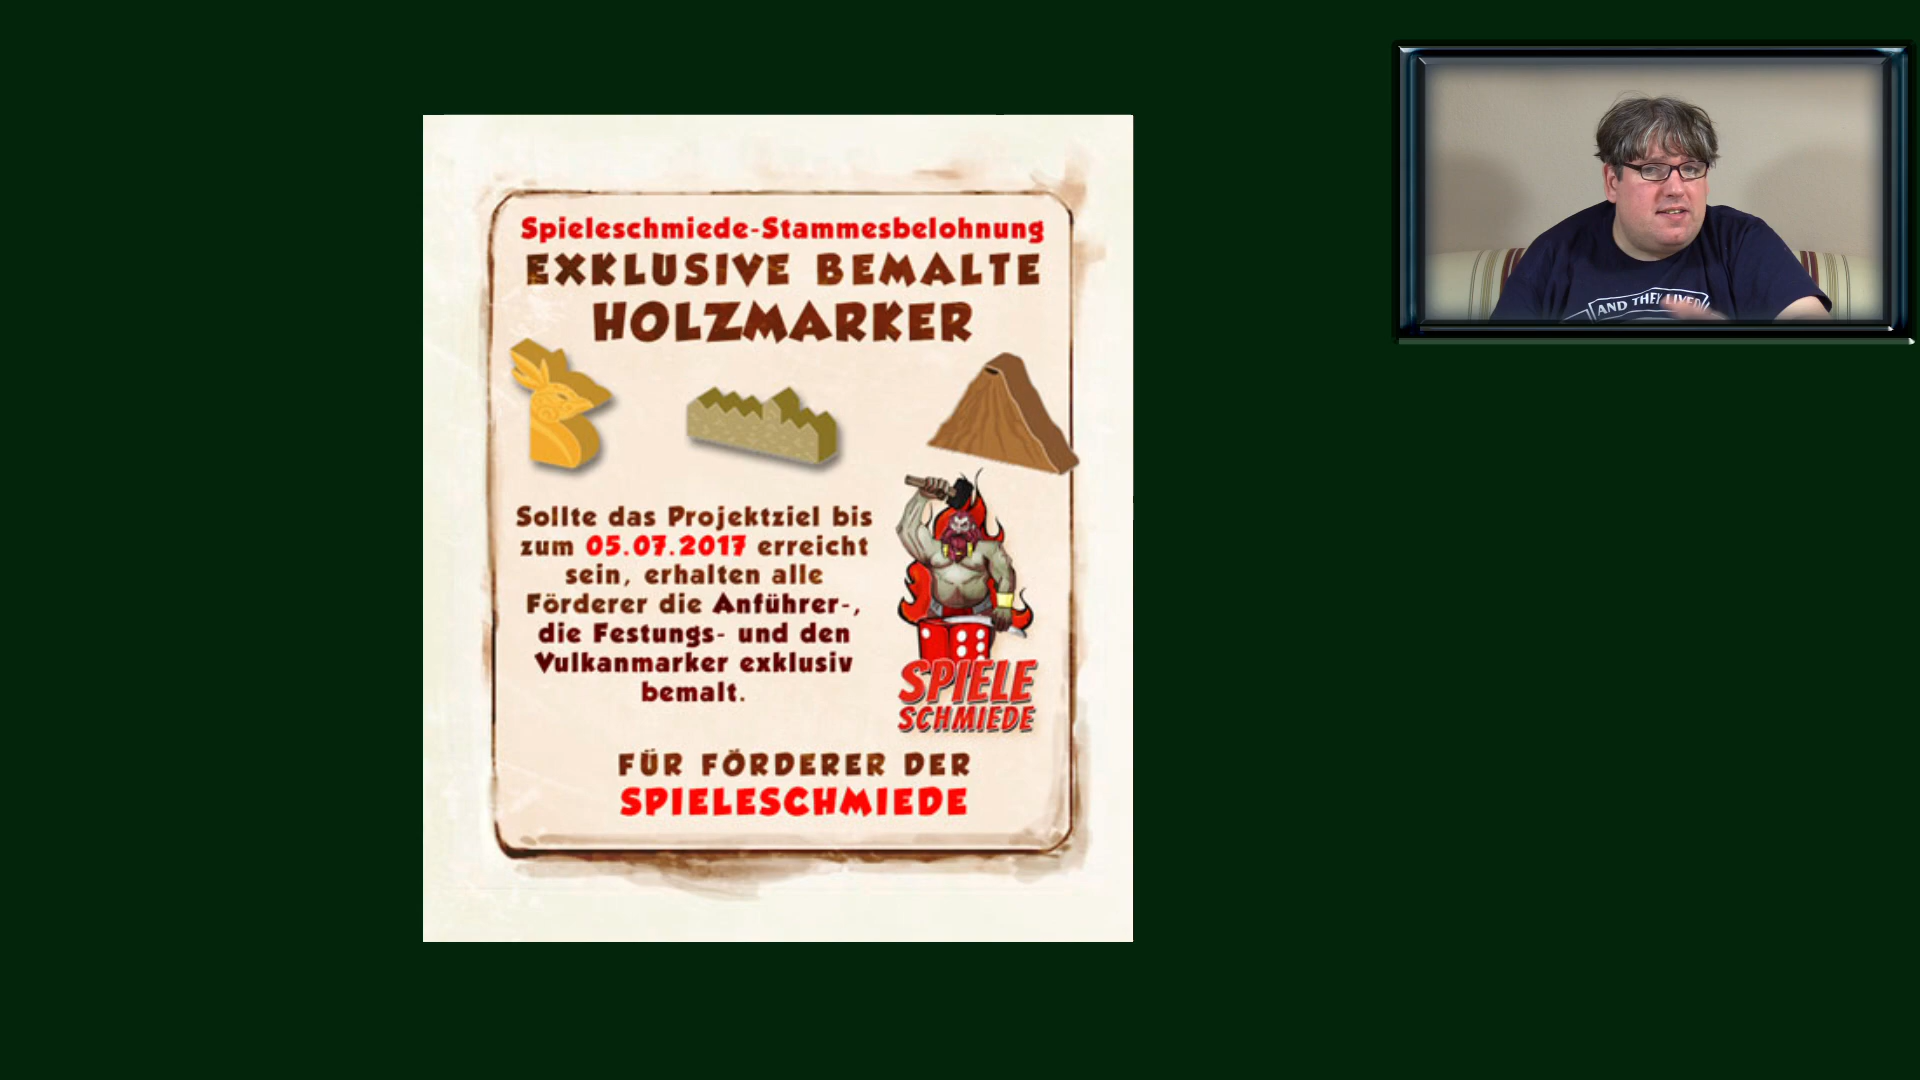 Spieleschmiede-Stammesbelohnung
EXKLUSIVE BEMALTE
HOLZMARKER
Sollte das Projektziel bis
zum 05.07.2017 erreicht
sein, erhalten alle
Förderer die Anführer-,
die Festungs- und den
Vulkanmarker exklusiv
bemalt.
SPIELE
SCHMIEDE
FÜR FÖRDERER DER
SPIELESCHMIEDE
AND THEY LIVED